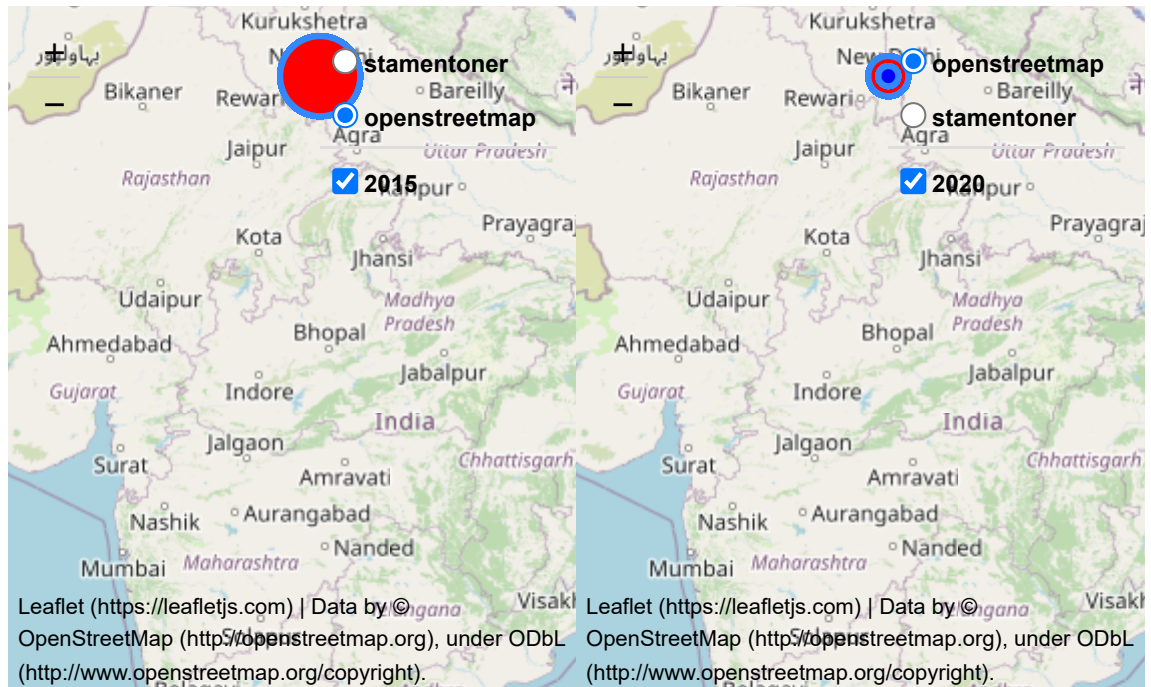 Kurukshetra
بہاولپور
+
stamentoner
Bikaner
Rewari
Bareilly
−
openstreetmap
Agra
Jaipur
Uttar Pradesh
Rajasthan
2015
Kanpur
Prayagraj
Kota
Jhansi
Udaipur
Madhya
Pradesh
Bhopal
Ahmedabad
Jabalpur
Gujarat
Indore
India
Jalgaon
Chhattisgarh
Surat
Amravati
Nashik
Aurangabad
Nanded
Mumbai
Maharashtra
Leaflet (https://leafletjs.com) | Data by ©
Visakh
OpenStreetMap (http://openstreetmap.org), under ODbL
(http://www.openstreetmap.org/copyright).
Kurukshetra
بہاولپور
+
New Delhi
openstreetmap
Bikaner
Rewari
Bareilly
−
stamentoner
Agra
Jaipur
Uttar Pradesh
Rajasthan
2020
Kanpur
Prayagraj
Kota
Jhansi
Udaipur
Madhya
Pradesh
Bhopal
Ahmedabad
Jabalpur
Gujarat
Indore
India
Jalgaon
Chhattisgarh
Surat
Amravati
Nashik
Aurangabad
Nanded
Mumbai
Maharashtra
Leaflet (https://leafletjs.com) | Data by ©
Visakh
OpenStreetMap (http://openstreetmap.org), under ODbL
(http://www.openstreetmap.org/copyright).